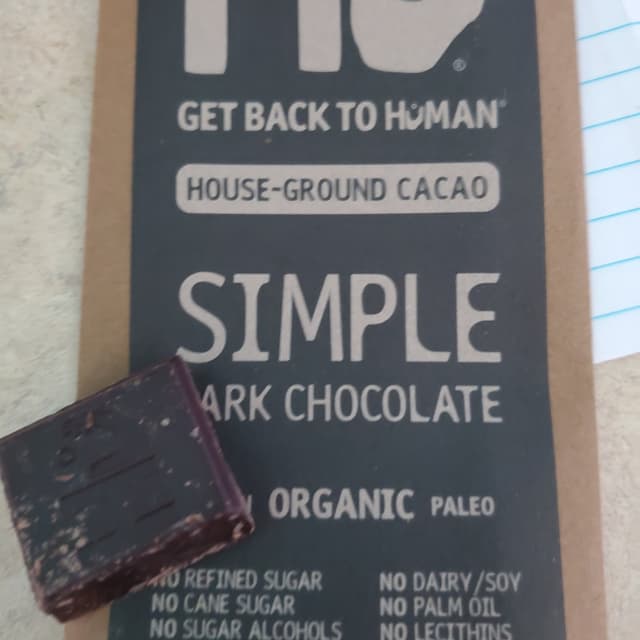 GET BACK TO HUMAN®
HOUSE-GROUND CACAO
SIMPLE
ARK CHOCOLATE
ORGANIC PALEO
NO REFINED SUGAR NO DAIRY/SOY
NO CANE SUGAR NO PALM OIL
NO SUGAR ALCOHOLS NO LECITHINS